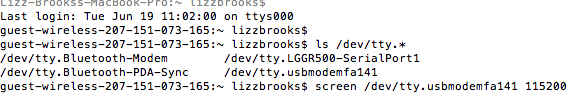 Lizz-Brookss-MacBook-Pro:~ lizzbrooks$
Last login: Tue Jun 19 11:02:00 on ttys000
guest-wireless-207-151-073-165:~ lizzbrooks$
guest-wireless-207-151-073-165:~ lizzbrooks$ ls /dev/tty.*
/dev/tty.Bluetooth-Modem /dev/tty.LGGR500-SerialPort1
/dev/tty.Bluetooth-PDA-Sync /dev/tty.usbmodemfa141
guest-wireless-207-151-073-165:~ lizzbrooks$ screen /dev/tty.usbmodemfa141 115200